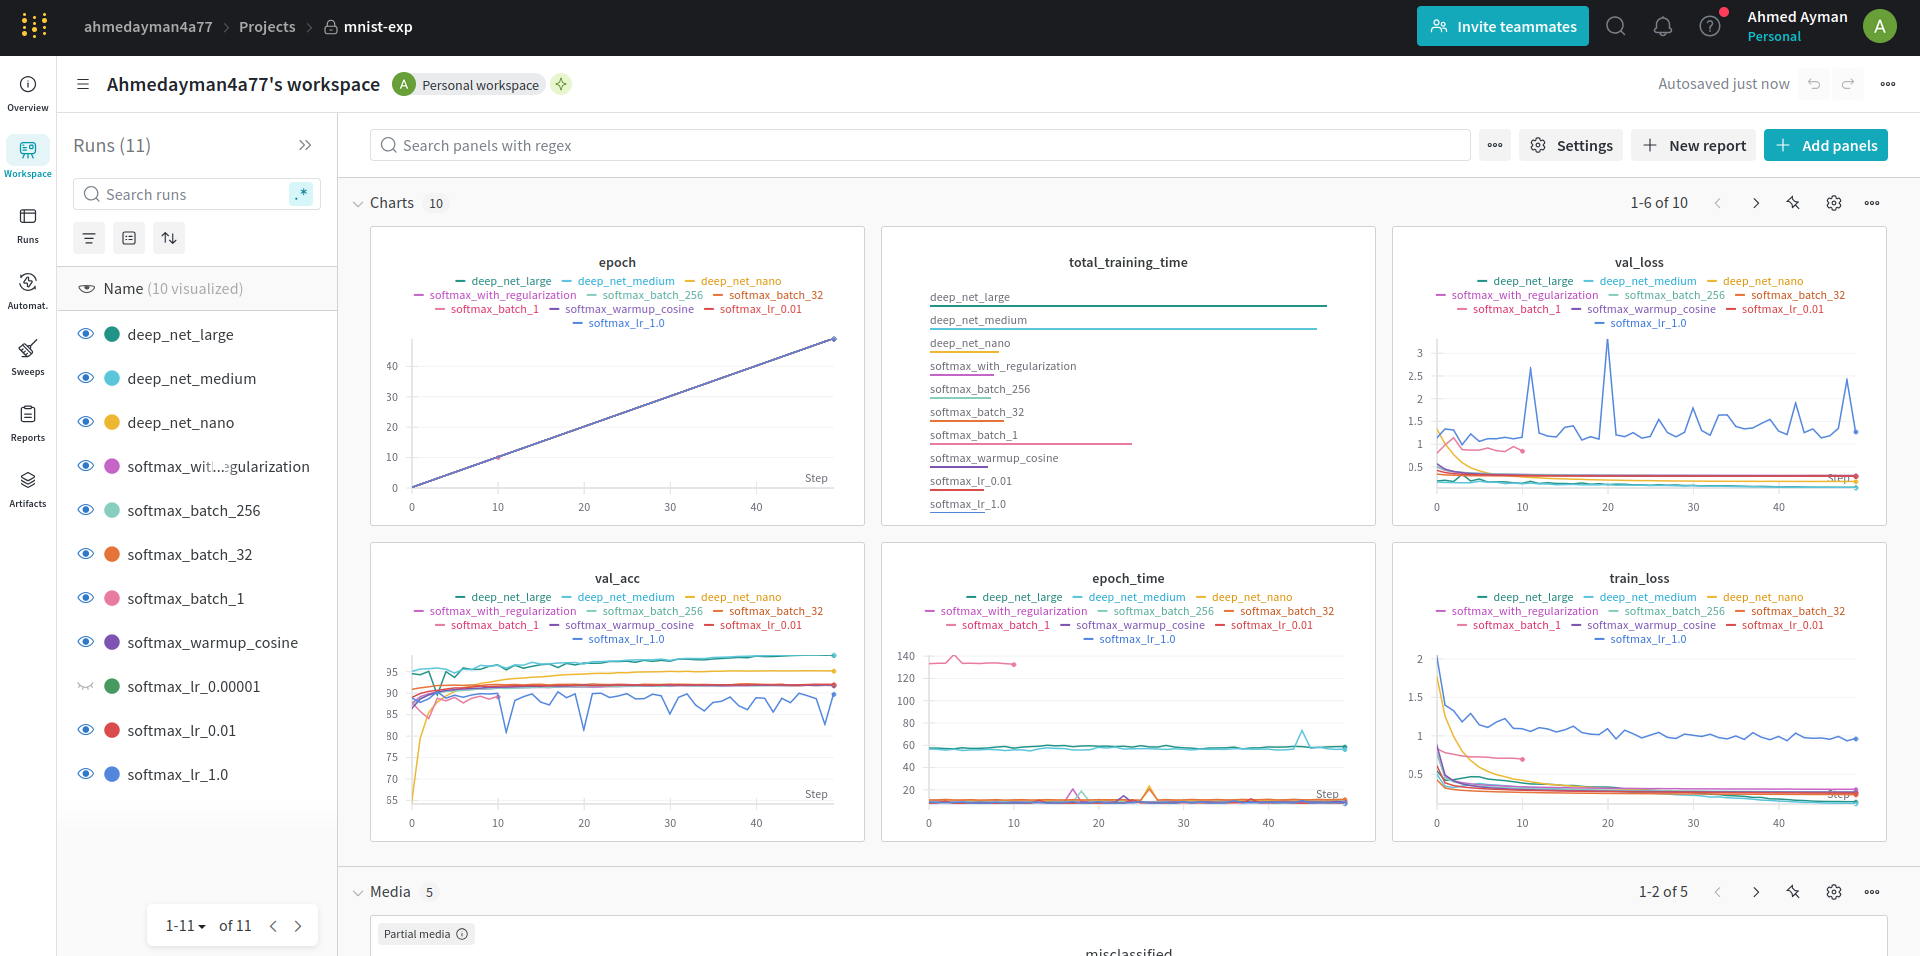 ahmedayman4a77 > Projects > mnist-exp
Invite teammates
Ahmed Ayman
Personal
A
Overview
Workspace
Runs
Automat.
Sweeps
Reports
Artifacts
Ahmedayman4a77's workspace
A Personal workspace
Autosaved just now
Runs (11)
Search runs
.*
Name (10 visualized)
deep_net_large
deep_net_medium
deep_net_nano
softmax_wit...egularization
softmax_batch_256
softmax_batch_32
softmax_batch_1
softmax_warmup_cosine
softmax_lr_0.00001
softmax_lr_0.01
softmax_lr_1.0
1-11 of 11
Search panels with regex
Settings
New report
Add panels
Charts 10
1-6 of 10
epoch
deep_net_large deep_net_medium deep_net_nano
softmax_with_regularization softmax_batch_256 softmax_batch_32
softmax_batch_1 softmax_warmup_cosine softmax_lr_0.01
softmax_lr_1.0
40
30
20
10
0
Step
0 10 20 30 40
total_training_time
deep_net_large
deep_net_medium
deep_net_nano
softmax_with_regularization
softmax_batch_256
softmax_batch_32
softmax_batch_1
softmax_warmup_cosine
softmax_lr_0.01
softmax_lr_1.0
val_loss
deep_net_large deep_net_medium deep_net_nano
softmax_with_regularization softmax_batch_256 softmax_batch_32
softmax_batch_1 softmax_warmup_cosine softmax_lr_0.01
softmax_lr_1.0
3
2.5
2
1.5
1
0.5
Step
0 10 20 30 40
val_acc
deep_net_large deep_net_medium deep_net_nano
softmax_with_regularization softmax_batch_256 softmax_batch_32
softmax_batch_1 softmax_warmup_cosine softmax_lr_0.01
softmax_lr_1.0
95
90
85
80
75
70
65
Step
0 10 20 30 40
epoch_time
deep_net_large deep_net_medium deep_net_nano
softmax_with_regularization softmax_batch_256 softmax_batch_32
softmax_batch_1 softmax_warmup_cosine softmax_lr_0.01
softmax_lr_1.0
140
120
100
80
60
40
20
Step
0 10 20 30 40
train_loss
deep_net_large deep_net_medium deep_net_nano
softmax_with_regularization softmax_batch_256 softmax_batch_32
softmax_batch_1 softmax_warmup_cosine softmax_lr_0.01
softmax_lr_1.0
2
1.5
1
0.5
Step
0 10 20 30 40
Media 5
1-2 of 5
Partial media
misclassified